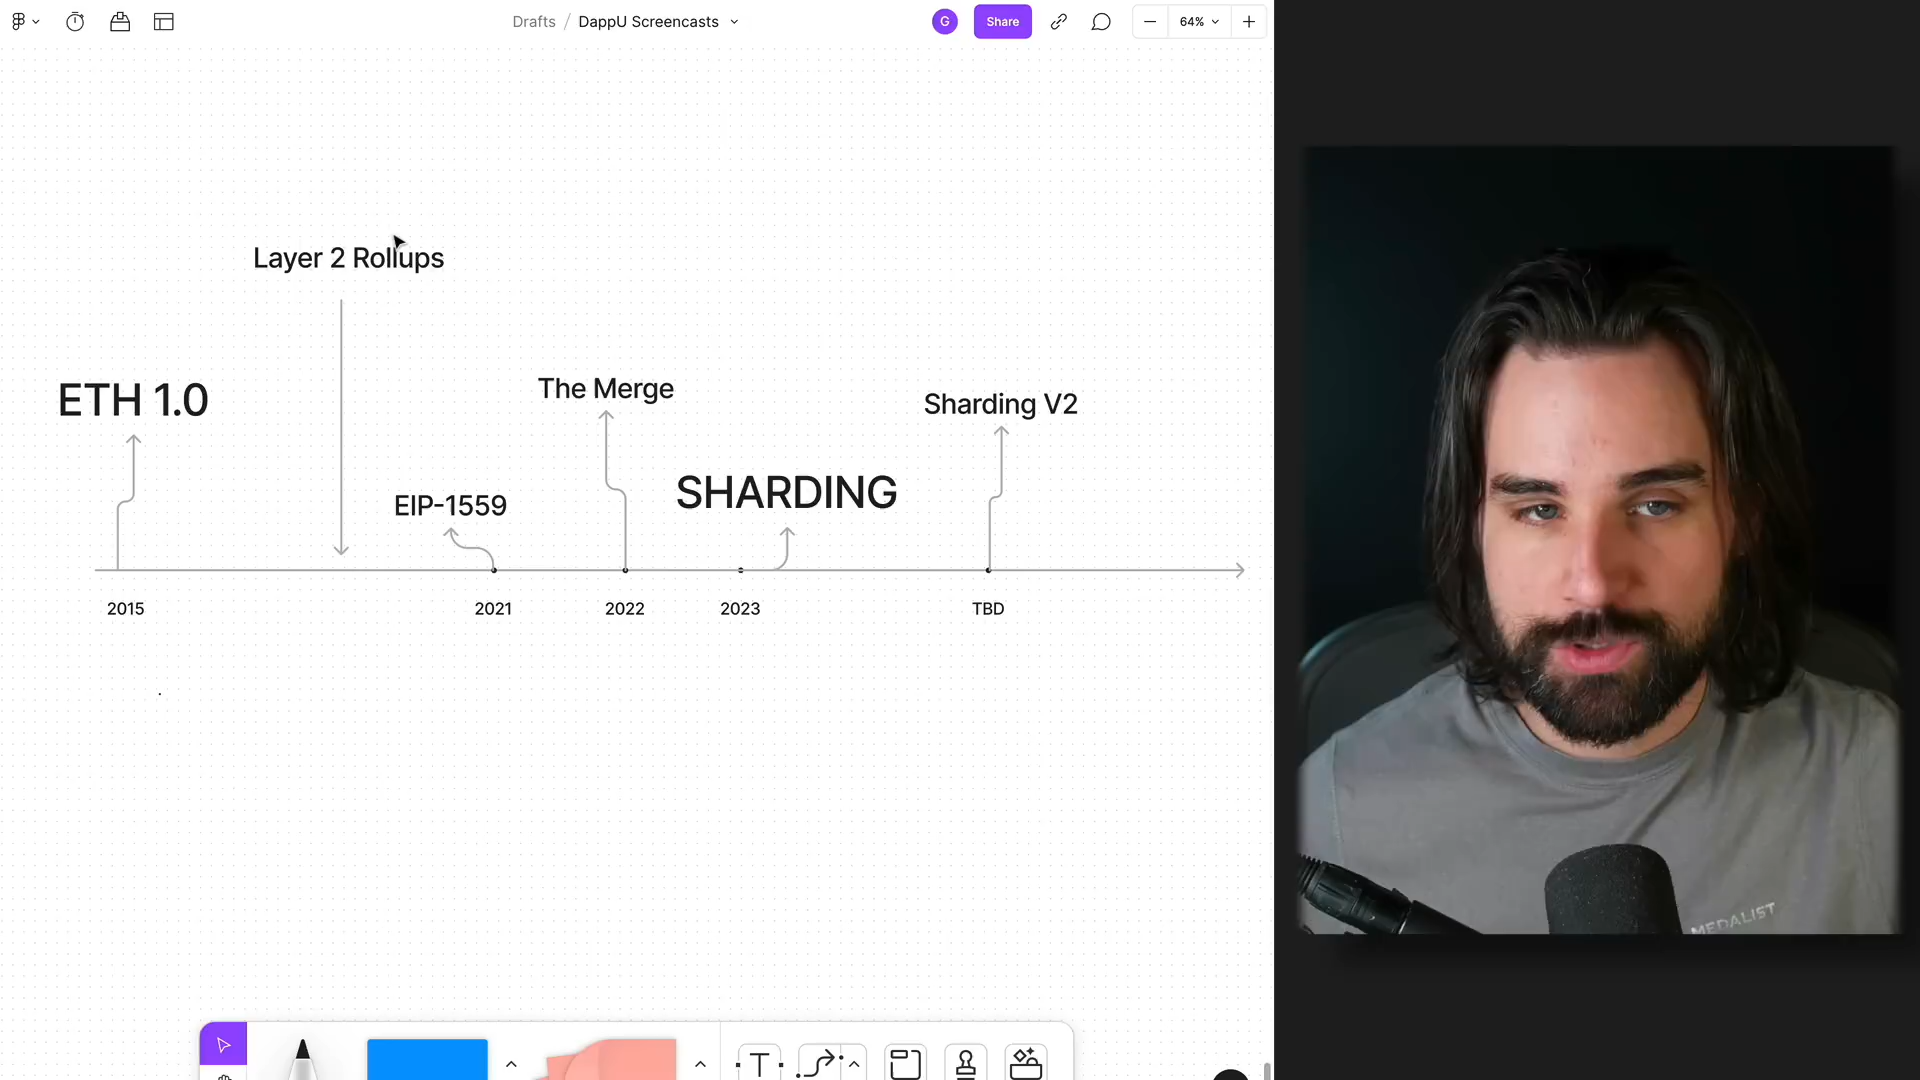 Drafts / DappU Screencasts
G
Share
64%
Layer 2 Rollups
ETH 1.0
The Merge
Sharding V2
EIP-1559
SHARDING
2015
2021
2022
2023
TBD
T
MEDALIST